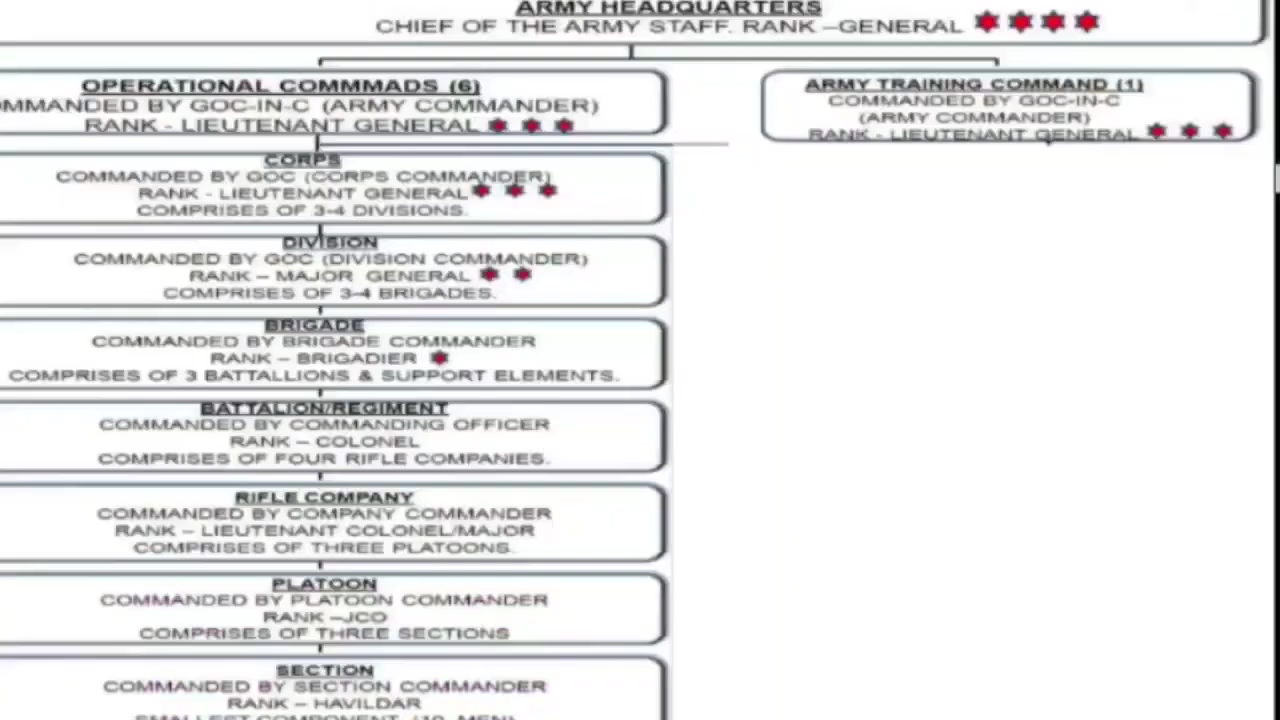 ARMY HEADQUARTERS
CHIEF OF THE ARMY STAFF. RANK –GENERAL
OPERATIONAL COMMMADS (6)
OMMANDED BY GOC-IN-C (ARMY COMMANDER)
RANK - LIEUTENANT GENERAL
ARMY TRAINING COMMAND (1)
COMMANDED BY GOC-IN-C
(ARMY COMMANDER)
RANK - LIEUTENANT GENERAL
CORPS
COMMANDED BY GOC (CORPS COMMANDER)
RANK - LIEUTENANT GENERAL
COMPRISES OF 3-4 DIVISIONS.
DIVISION
COMMANDED BY GOC (DIVISION COMMANDER)
RANK – MAJOR GENERAL
COMPRISES OF 3-4 BRIGADES.
BRIGADE
COMMANDED BY BRIGADE COMMANDER
RANK – BRIGADIER
COMPRISES OF 3 BATTALLIONS & SUPPORT ELEMENTS.
BATTALION/REGIMENT
COMMANDED BY COMMANDING OFFICER
RANK – COLONEL
COMPRISES OF FOUR RIFLE COMPANIES.
RIFLE COMPANY
COMMANDED BY COMPANY COMMANDER
RANK – LIEUTENANT COLONEL/MAJOR
COMPRISES OF THREE PLATOONS.
PLATOON
COMMANDED BY PLATOON COMMANDER
RANK –JCO
COMPRISES OF THREE SECTIONS
SECTION
COMMANDED BY SECTION COMMANDER
RANK – HAVILDAR
SMALLEST COMPONENT. (10 MEN)